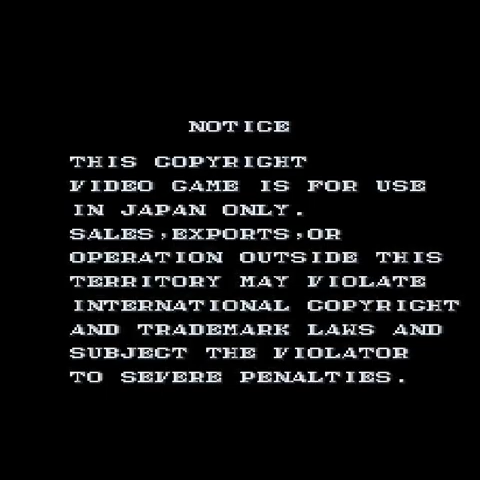 NOTICE
THIS COPYRIGHT
VIDEO GAME IS FOR USE
IN JAPAN ONLY.
SALES,EXPORTS,OR
OPERATION OUTSIDE THIS
TERRITORY MAY VIOLATE
INTERNATIONAL COPYRIGHT
AND TRADEMARK LAWS AND
SUBJECT THE VIOLATOR
TO SEVERE PENALTIES.